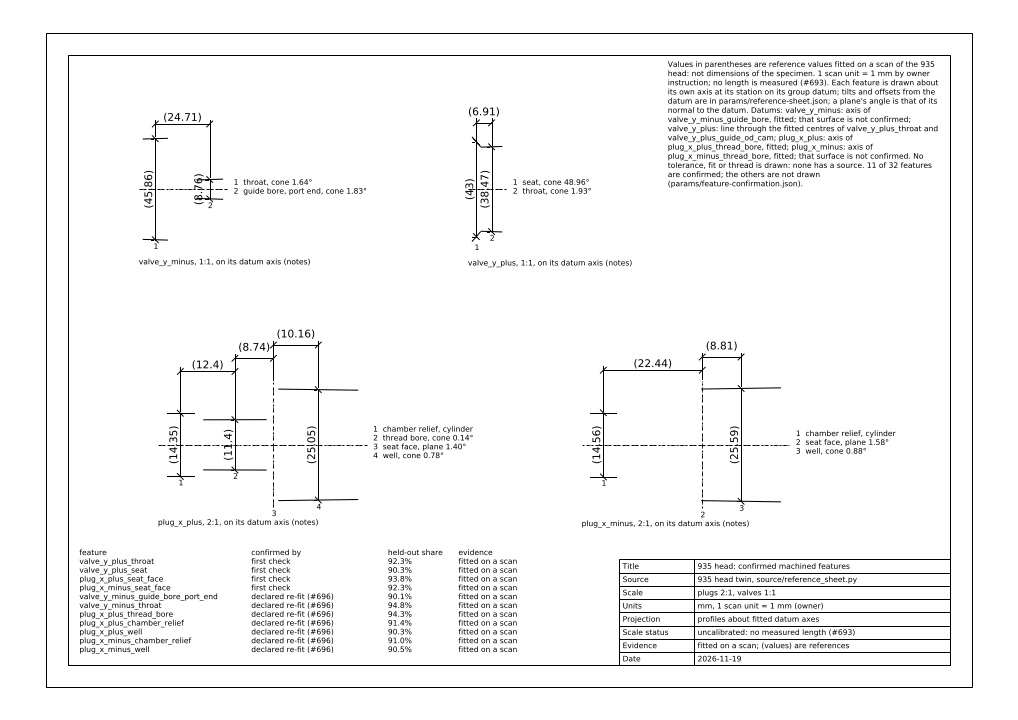 Values in parentheses are reference values fitted on a scan of the 935
head: not dimensions of the specimen. 1 scan unit = 1 mm by owner
instruction; no length is measured (#693). Each feature is drawn about
its own axis at its station on its group datum; tilts and offsets from the
datum are in params/reference-sheet.json; a plane's angle is that of its
normal to the datum. Datums: valve_y_minus: axis of
valve_y_minus_guide_bore, fitted; that surface is not confirmed;
valve_y_plus: line through the fitted centres of valve_y_plus_throat and
valve_y_plus_guide_od_cam; plug_x_plus: axis of
plug_x_plus_thread_bore, fitted; plug_x_minus: axis of
plug_x_minus_thread_bore, fitted; that surface is not confirmed. No
tolerance, fit or thread is drawn: none has a source. 11 of 32 features
are confirmed; the others are not drawn
(params/feature-confirmation.json).
(24.71)
(45.86)
(8.76)
1
2
1 throat, cone 1.64°
2 guide bore, port end, cone 1.83°
valve_y_minus, 1:1, on its datum axis (notes)
(6.91)
(43)
(38.47)
1
2
1 seat, cone 48.96°
2 throat, cone 1.93°
valve_y_plus, 1:1, on its datum axis (notes)
(10.16)
(8.74)
(12.4)
(14.35)
(11.4)
(25.05)
1
2
3
4
1 chamber relief, cylinder
2 thread bore, cone 0.14°
3 seat face, plane 1.40°
4 well, cone 0.78°
plug_x_plus, 2:1, on its datum axis (notes)
(8.81)
(22.44)
(14.56)
(25.59)
1
2
3
1 chamber relief, cylinder
2 seat face, plane 1.58°
3 well, cone 0.88°
plug_x_minus, 2:1, on its datum axis (notes)
feature confirmed by held-out share evidence
valve_y_plus_throat first check 92.3% fitted on a scan
valve_y_plus_seat first check 90.3% fitted on a scan
plug_x_plus_seat_face first check 93.8% fitted on a scan
plug_x_minus_seat_face first check 92.3% fitted on a scan
valve_y_minus_guide_bore_port_end declared re-fit (#696) 90.1% fitted on a scan
valve_y_minus_throat declared re-fit (#696) 94.8% fitted on a scan
plug_x_plus_thread_bore declared re-fit (#696) 94.3% fitted on a scan
plug_x_plus_chamber_relief declared re-fit (#696) 91.4% fitted on a scan
plug_x_plus_well declared re-fit (#696) 90.3% fitted on a scan
plug_x_minus_chamber_relief declared re-fit (#696) 91.0% fitted on a scan
plug_x_minus_well declared re-fit (#696) 90.5% fitted on a scan
Title 935 head: confirmed machined features
Source 935 head twin, source/reference_sheet.py
Scale plugs 2:1, valves 1:1
Units mm, 1 scan unit = 1 mm (owner)
Projection profiles about fitted datum axes
Scale status uncalibrated: no measured length (#693)
Evidence fitted on a scan; (values) are references
Date 2026-11-19